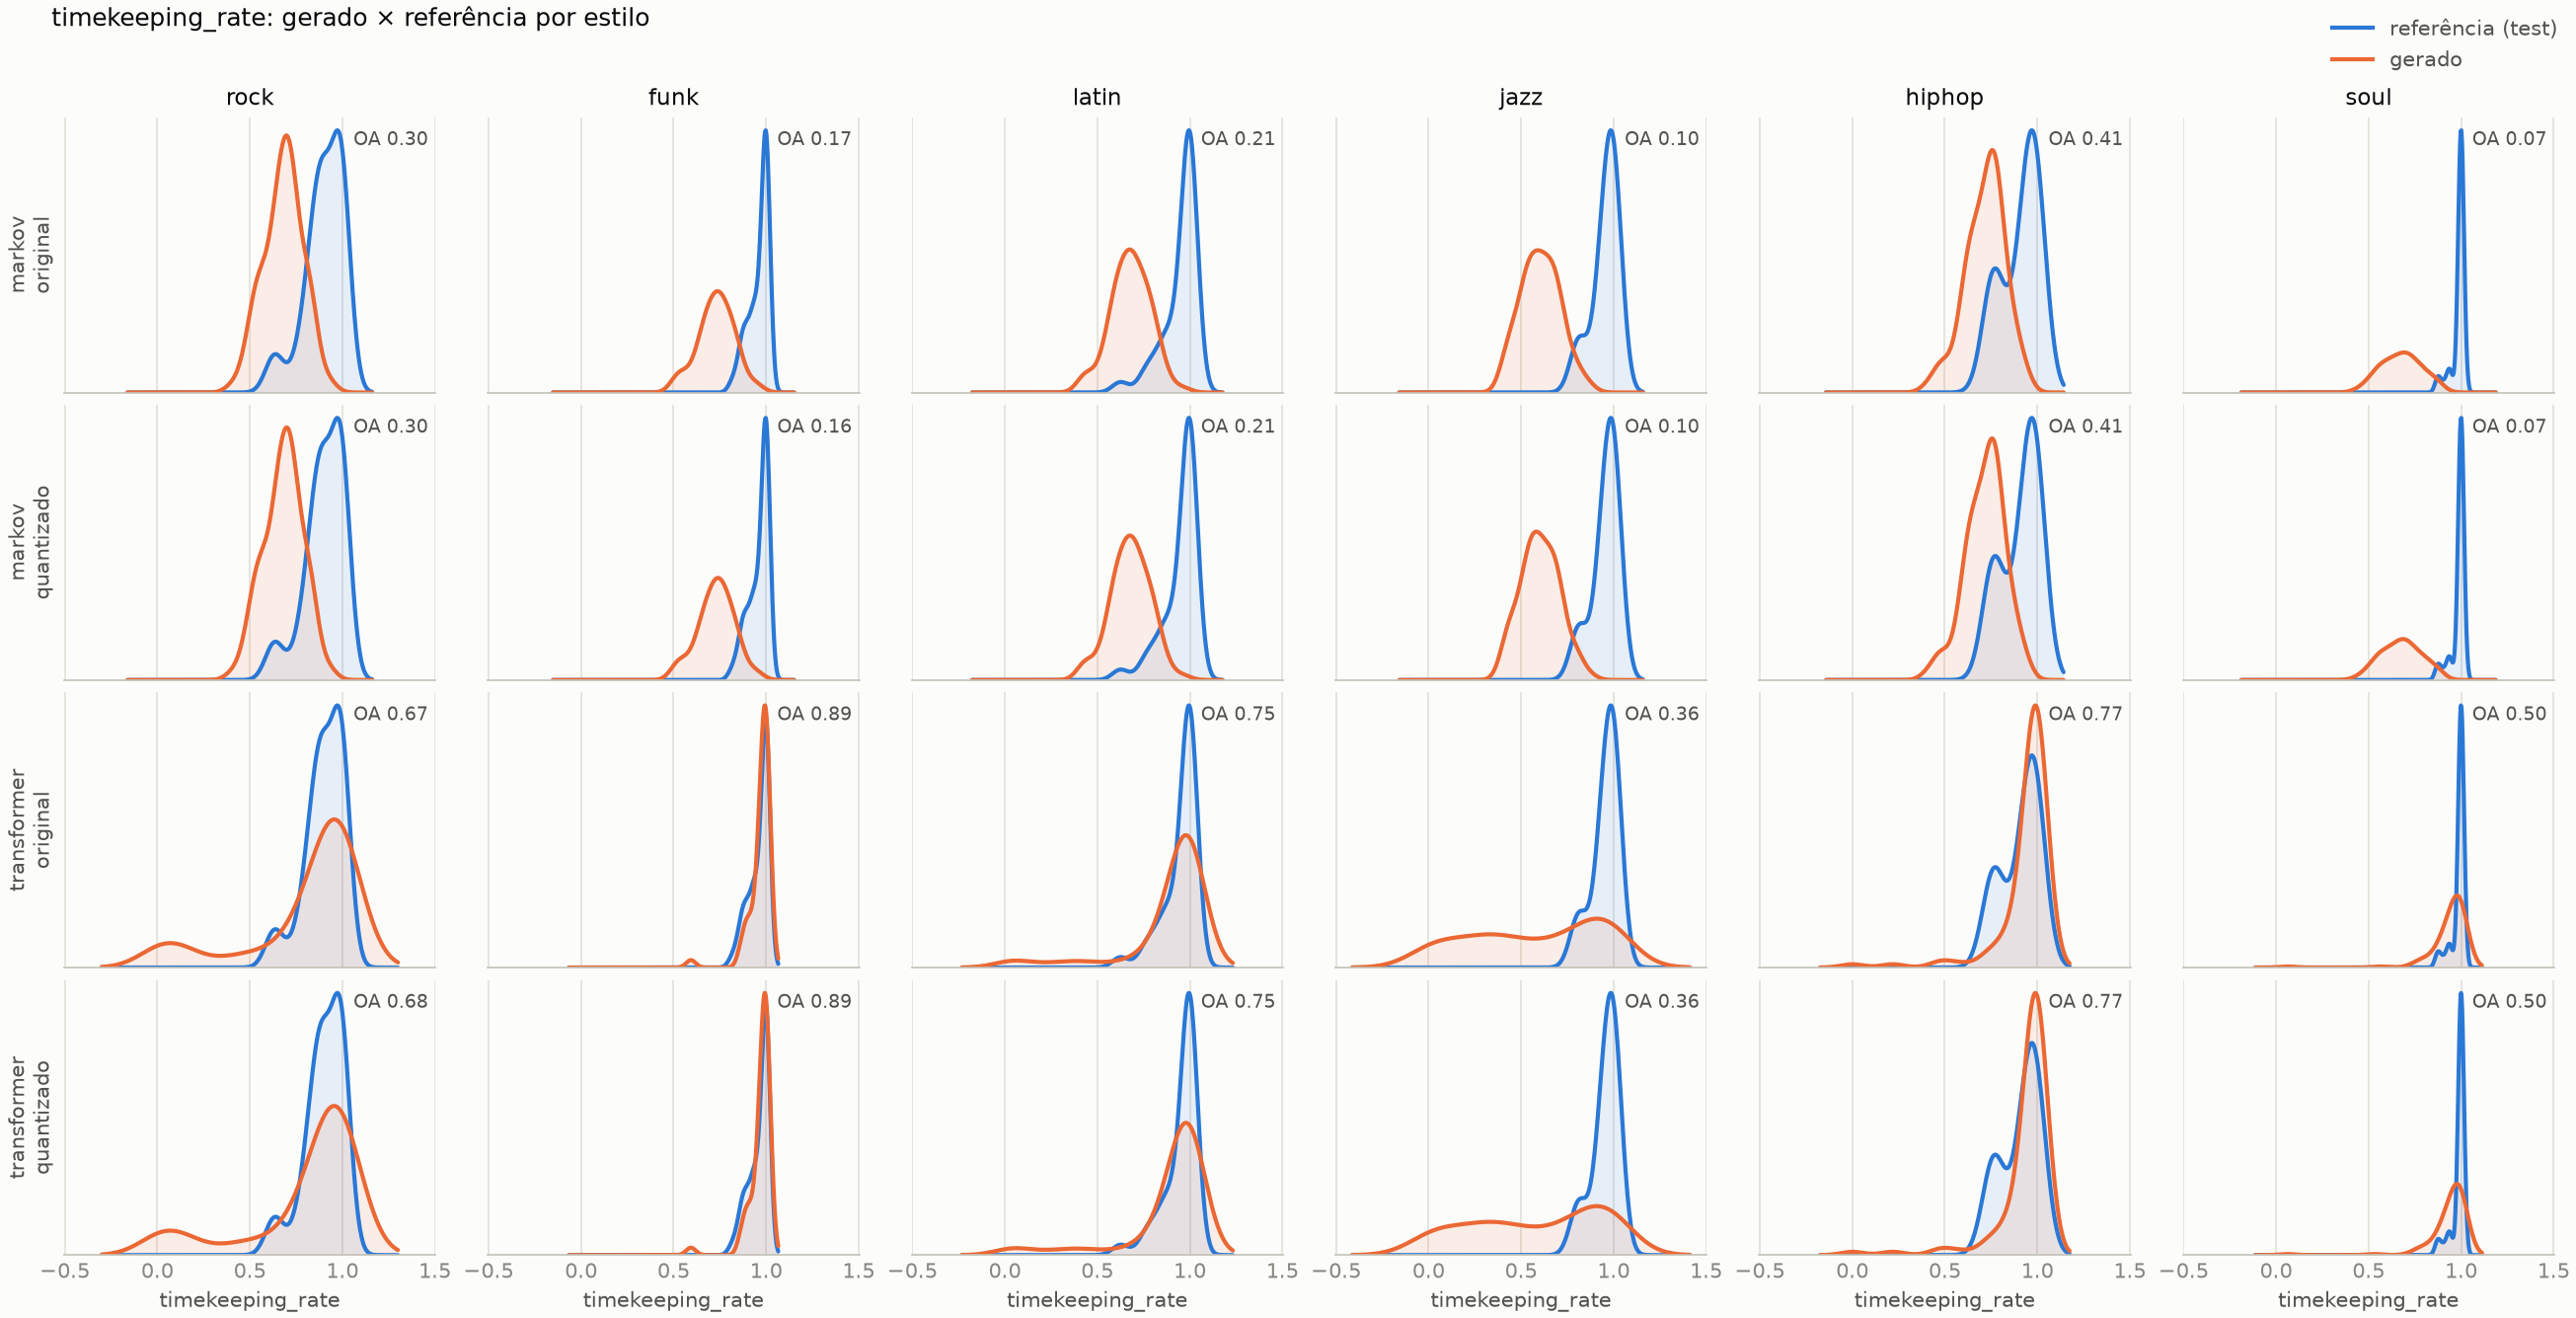 timekeeping_rate: gerado × referência por estilo
referência (test)
gerado
rock funk latin jazz hiphop soul
markov
original
OA 0.30 OA 0.17 OA 0.21 OA 0.10 OA 0.41 OA 0.07
markov
quantizado
OA 0.30 OA 0.16 OA 0.21 OA 0.10 OA 0.41 OA 0.07
transformer
original
OA 0.67 OA 0.89 OA 0.75 OA 0.36 OA 0.77 OA 0.50
transformer
quantizado
OA 0.68 OA 0.89 OA 0.75 OA 0.36 OA 0.77 OA 0.50
−0.5 0.0 0.5 1.0 1.5 −0.5 0.0 0.5 1.0 1.5 −0.5 0.0 0.5 1.0 1.5 −0.5 0.0 0.5 1.0 1.5 −0.5 0.0 0.5 1.0 1.5 −0.5 0.0 0.5 1.0 1.5
timekeeping_rate timekeeping_rate timekeeping_rate timekeeping_rate timekeeping_rate timekeeping_rate